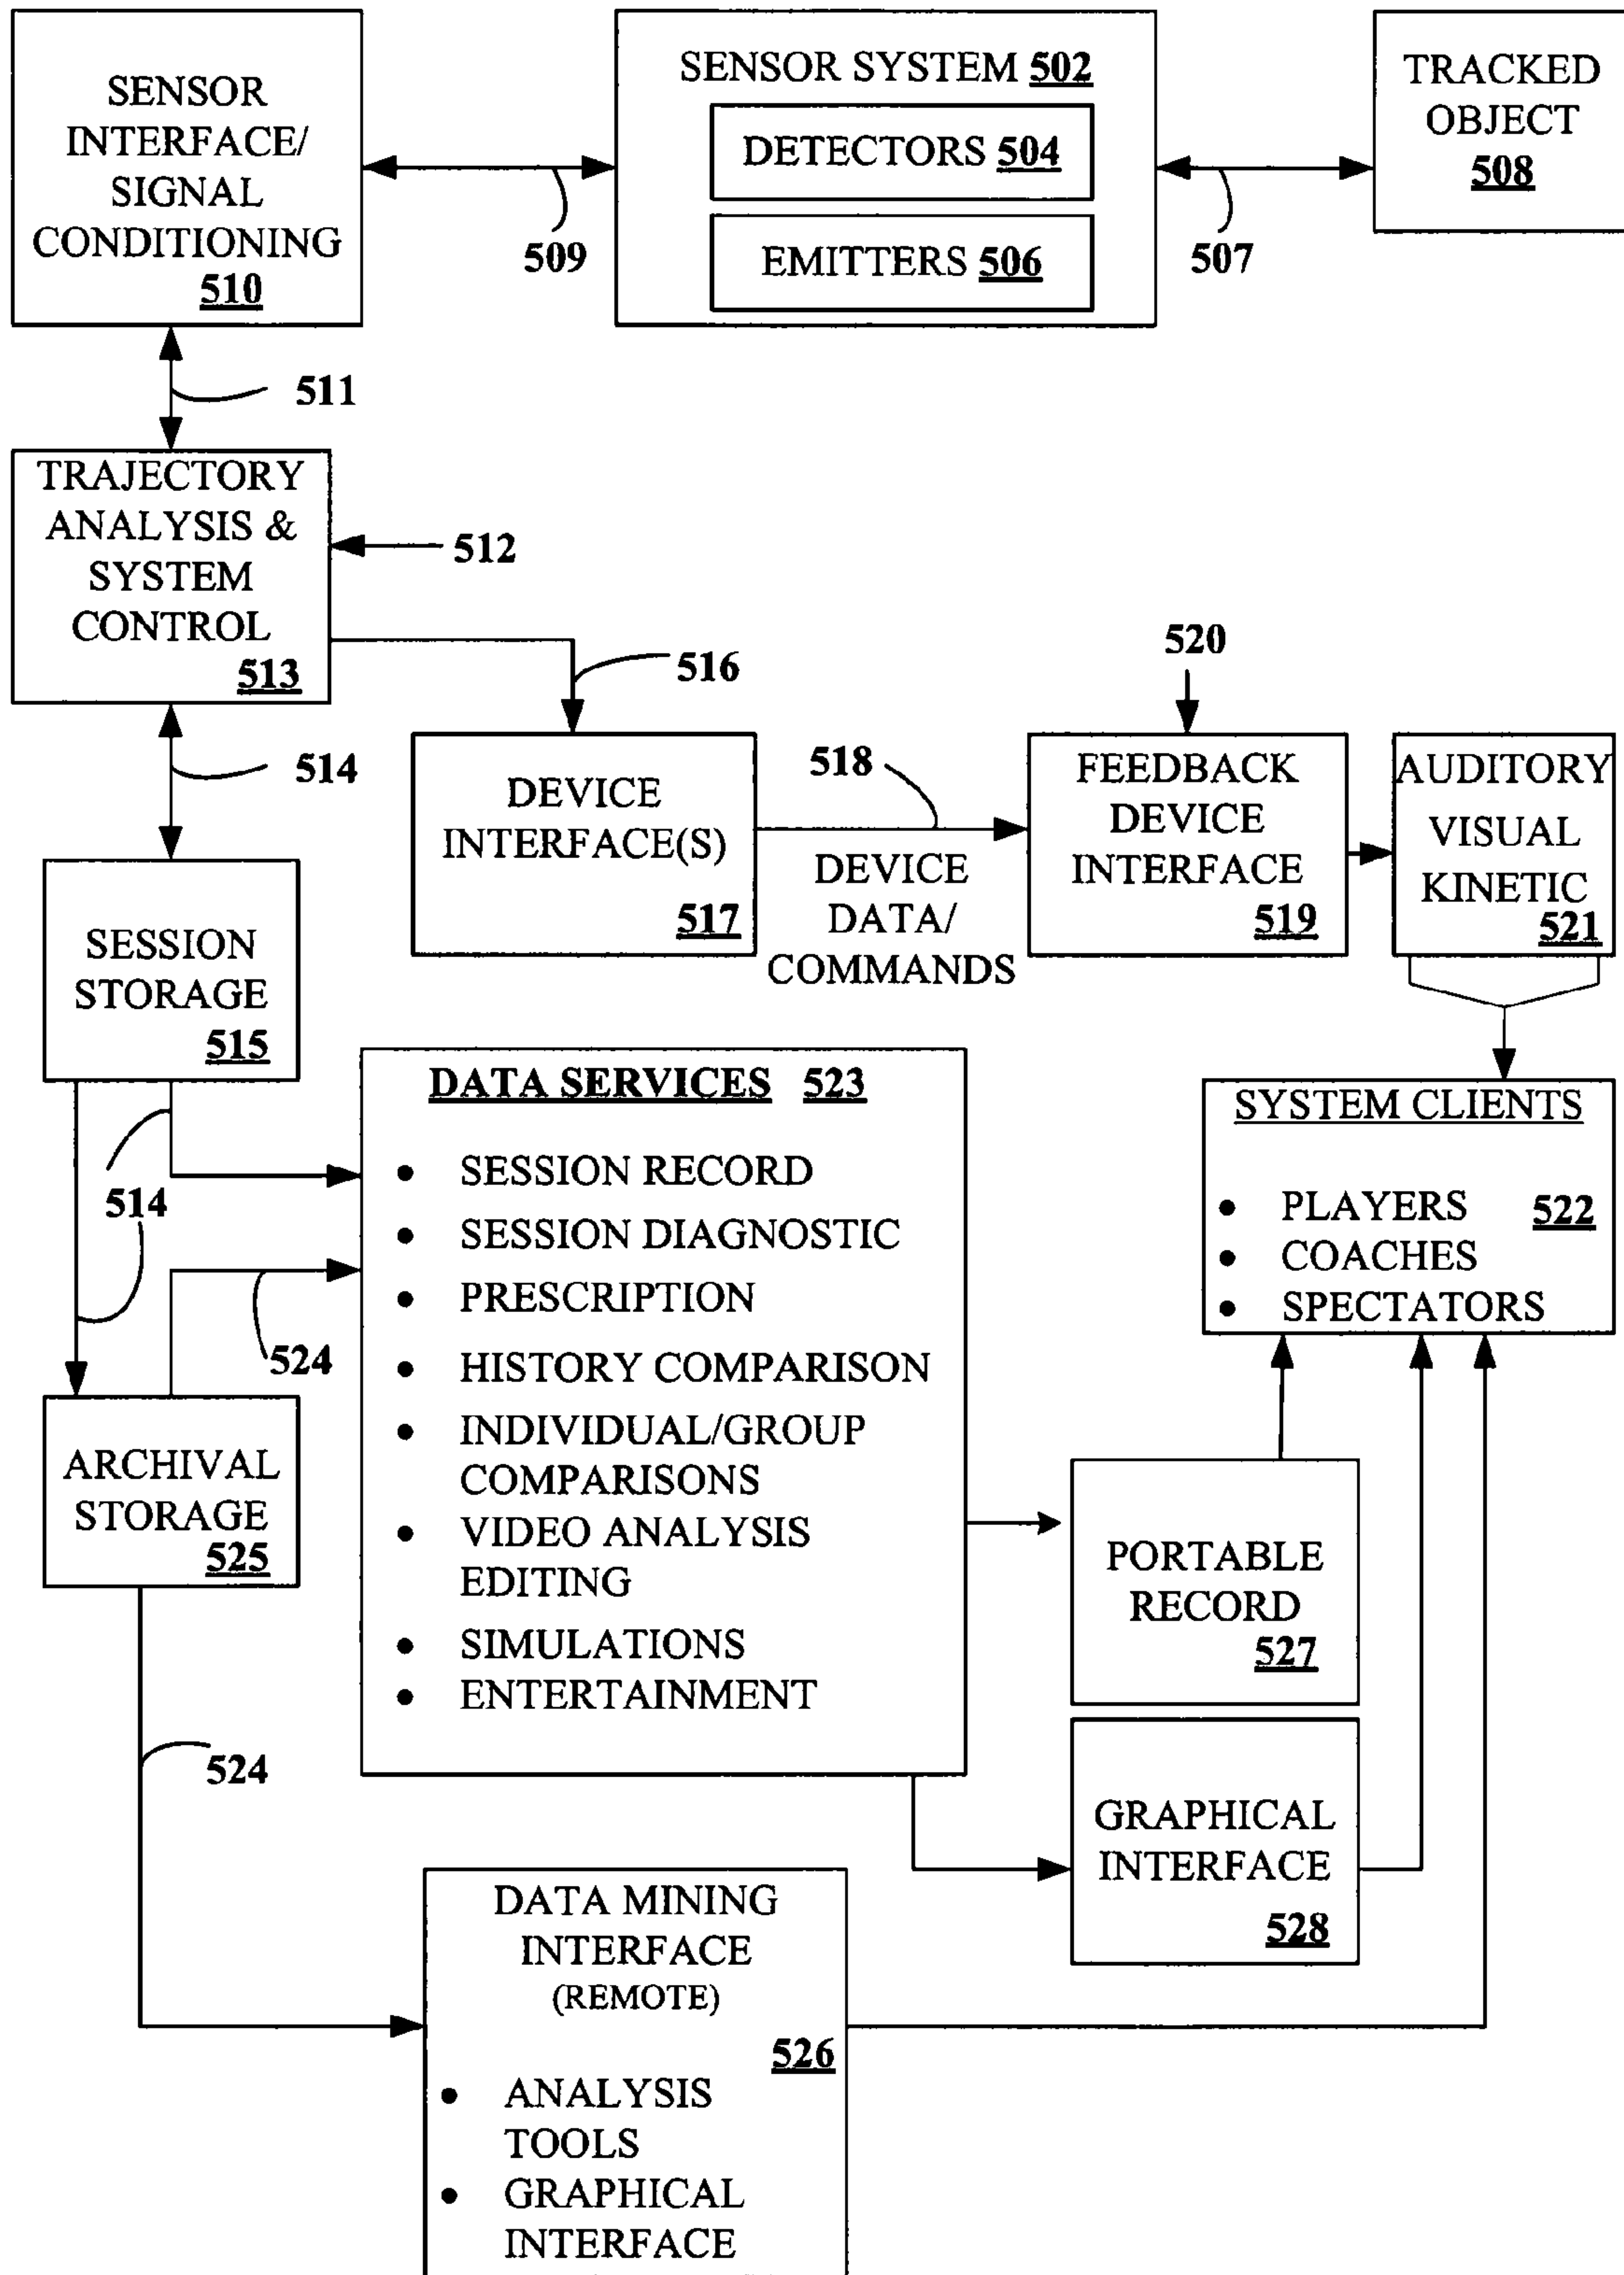 SENSOR
INTERFACE/
SIGNAL
CONDITIONING
510
SENSOR SYSTEM 502
DETECTORS 504
EMITTERS 506
TRACKED
OBJECT
508
509
507
511
TRAJECTORY
ANALYSIS &
SYSTEM
CONTROL
513
512
516
520
514
DEVICE
INTERFACE(S)
517
518
DEVICE
DATA/
COMMANDS
FEEDBACK
DEVICE
INTERFACE
519
AUDITORY
VISUAL
KINETIC
521
SESSION
STORAGE
515
514
524
DATA SERVICES 523
• SESSION RECORD
• SESSION DIAGNOSTIC
• PRESCRIPTION
• HISTORY COMPARISON
• INDIVIDUAL/GROUP
COMPARISONS
• VIDEO ANALYSIS
EDITING
• SIMULATIONS
• ENTERTAINMENT
SYSTEM CLIENTS
522
• PLAYERS
• COACHES
• SPECTATORS
ARCHIVAL
STORAGE
525
524
PORTABLE
RECORD
527
GRAPHICAL
INTERFACE
528
DATA MINING
INTERFACE
(REMOTE)
526
• ANALYSIS
TOOLS
• GRAPHICAL
INTERFACE